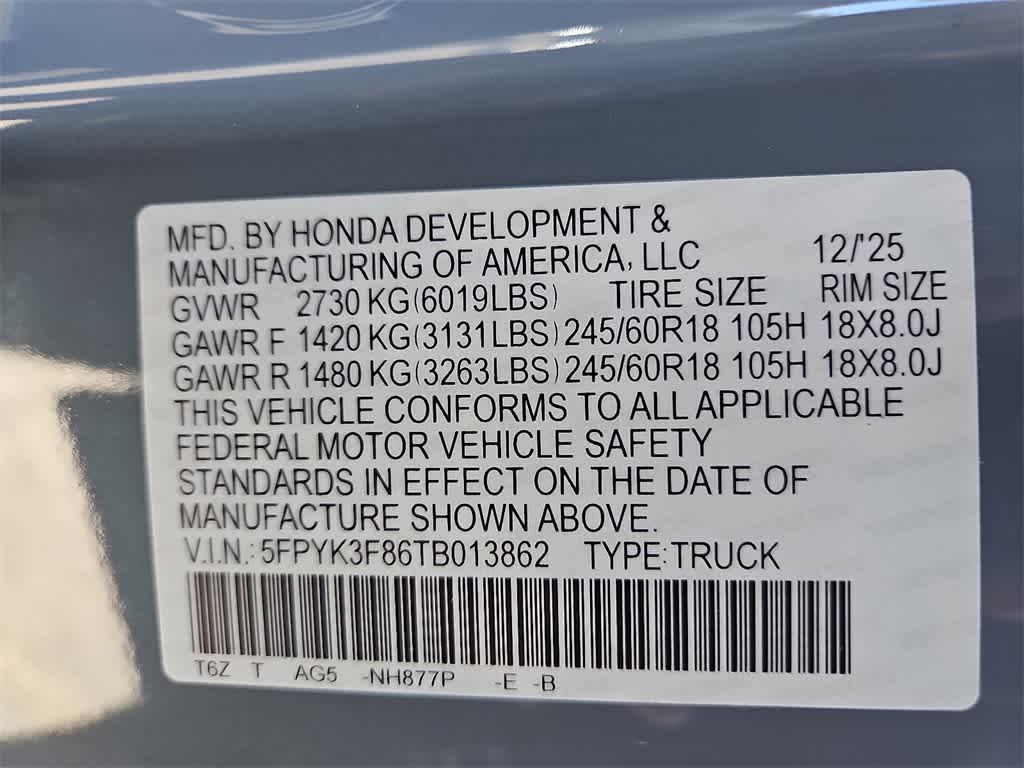 MFD. BY HONDA DEVELOPMENT &
MANUFACTURING OF AMERICA, LLC 12/'25
GVWR 2730 KG(6019LBS) TIRE SIZE RIM SIZE
GAWR F 1420 KG(3131LBS) 245/60R18 105H 18X8.0J
GAWR R 1480 KG(3263LBS) 245/60R18 105H 18X8.0J
THIS VEHICLE CONFORMS TO ALL APPLICABLE
FEDERAL MOTOR VEHICLE SAFETY
STANDARDS IN EFFECT ON THE DATE OF
MANUFACTURE SHOWN ABOVE.
V.I.N.: 5FPYK3F86TB013862 TYPE: TRUCK
T6Z T AG5 -NH877P -E -B